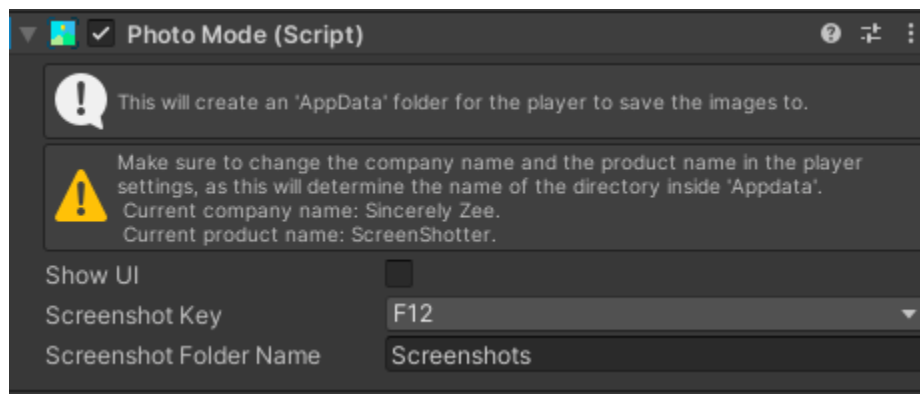 Photo Mode (Script)
This will create an 'AppData' folder for the player to save the images to.
Make sure to change the company name and the product name in the player
settings, as this will determine the name of the directory inside 'Appdata'.
Current company name: Sincerely Zee.
Current product name: ScreenShotter.
Show UI
Screenshot Key F12
Screenshot Folder Name Screenshots